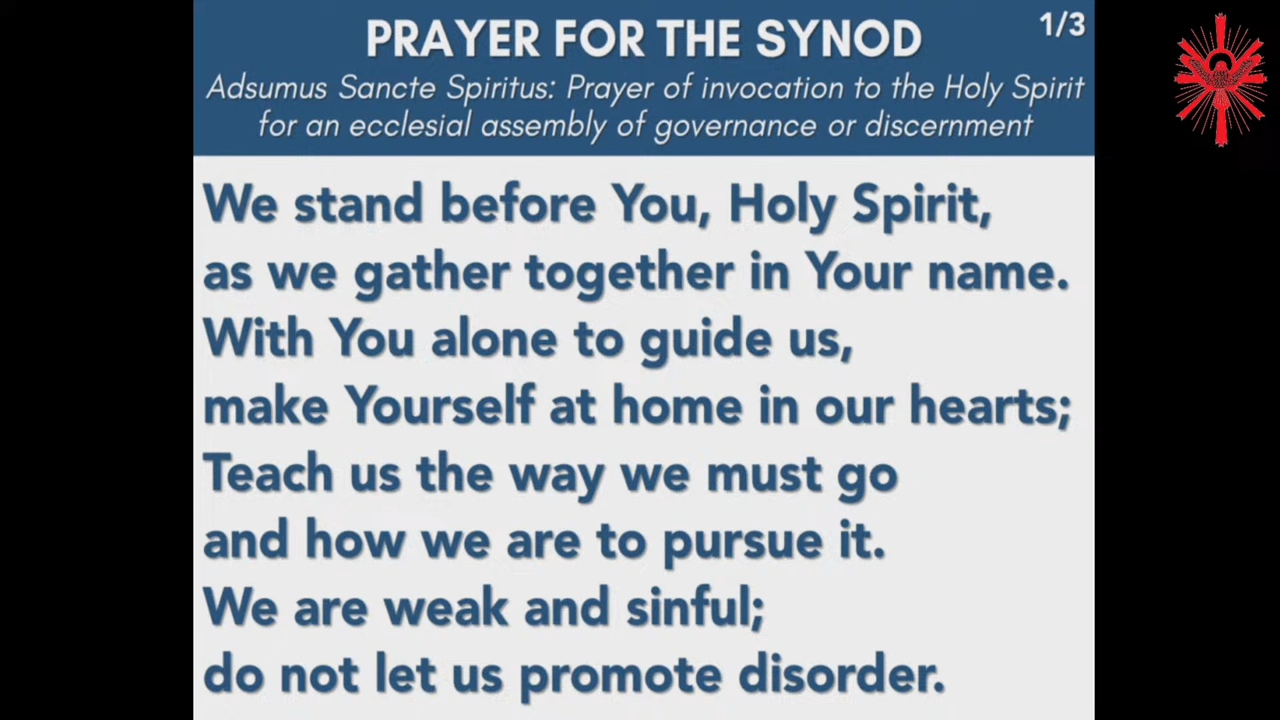 PRAYER FOR THE SYNOD
1/3
Adsumus Sancte Spiritus: Prayer of invocation to the Holy Spirit
for an ecclesial assembly of governance or discernment
We stand before You, Holy Spirit,
as we gather together in Your name.
With You alone to guide us,
make Yourself at home in our hearts;
Teach us the way we must go
and how we are to pursue it.
We are weak and sinful;
do not let us promote disorder.